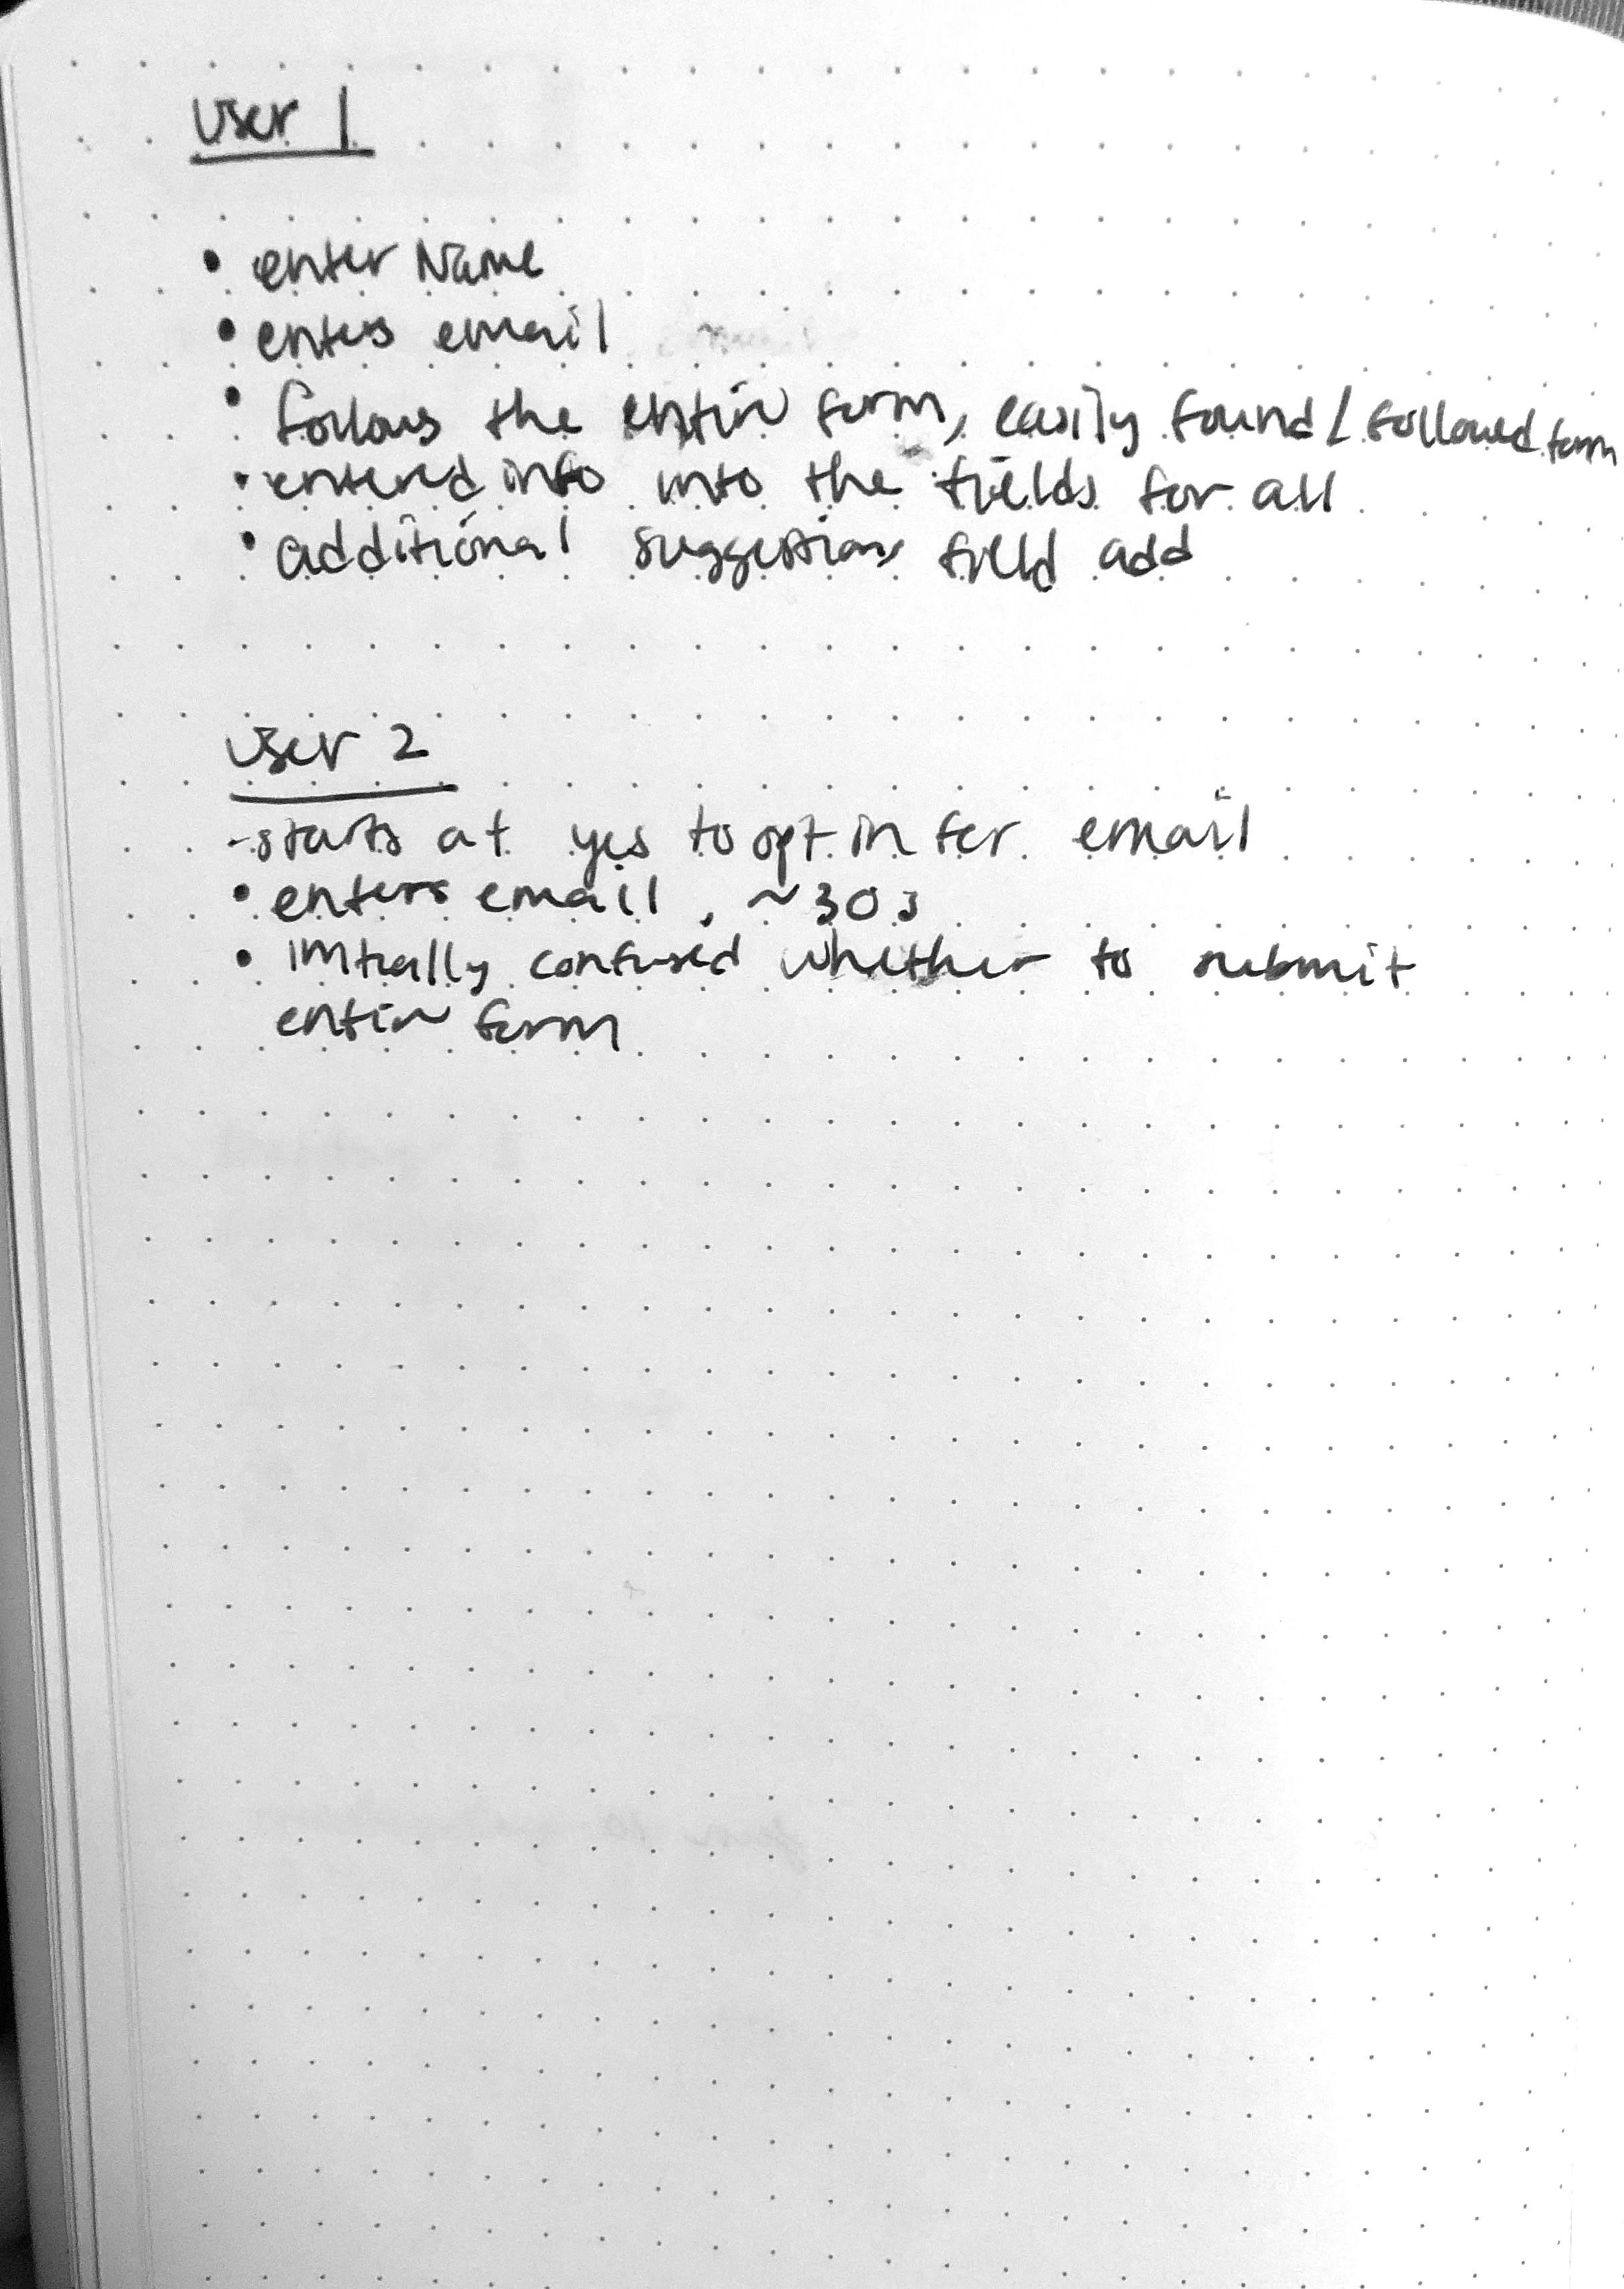 User 1
• enter Name
• enters email
• follows the entire form, easily found / followed form
• entered info into the fields for all
• additional suggestions field add
User 2
- starts at yes to opt in for email
• enters email, ~30s
• initially confused whether to submit
entire form